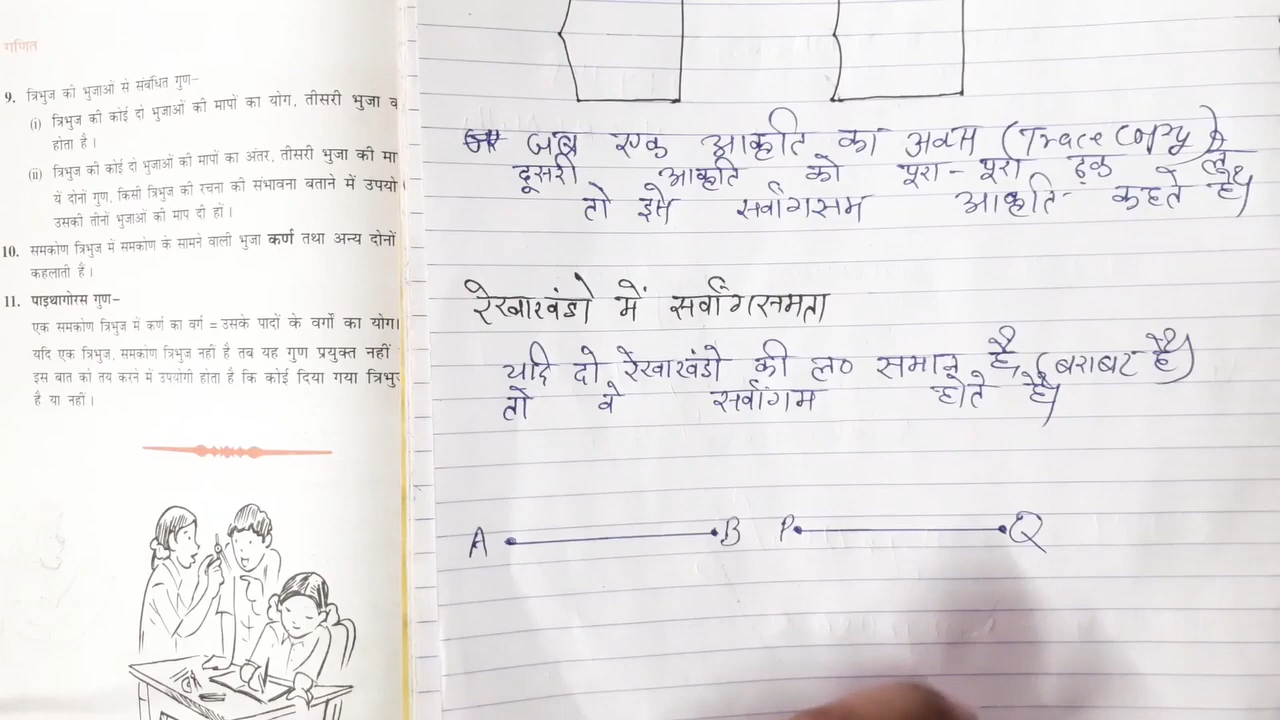 गणित
9. त्रिभुज की भुजाओं से संबंधित गुण–
(i) त्रिभुज की कोई दो भुजाओं की मापों का योग, तीसरी भुजा
होता है।
(ii) त्रिभुज की कोई दो भुजाओं की मापों का अंतर, तीसरी भुजा की मा
ये दोनों गुण, किसी त्रिभुज की रचना की संभावना बताने में उपयो
उसकी तीनों भुजाओं की माप दी हों।
10. समकोण त्रिभुज में समकोण के सामने वाली भुजा कर्ण तथा अन्य दोनों
कहलाती हैं।
11. पाइथागोरस गुण–
एक समकोण त्रिभुज में कर्ण का वर्ग = उसके पादों के वर्गों का योग।
यदि एक त्रिभुज, समकोण त्रिभुज नहीं है तब यह गुण प्रयुक्त नहीं
इस बात को तय करने में उपयोगी होता है कि कोई दिया गया त्रिभु
है या नहीं।
जब एक आकृति का अक्स (Trace copy)
दूसरी आकृति को पूरा-पूरा ढ़क ले
तो इसे सर्वांगसम आकृति कहते है।
रेखाखंडो में सर्वांगसमता
यदि दो रेखाखंडो की ल० समान है, (बराबट है)
तो वे सर्वांगम होते है।
A B P Q